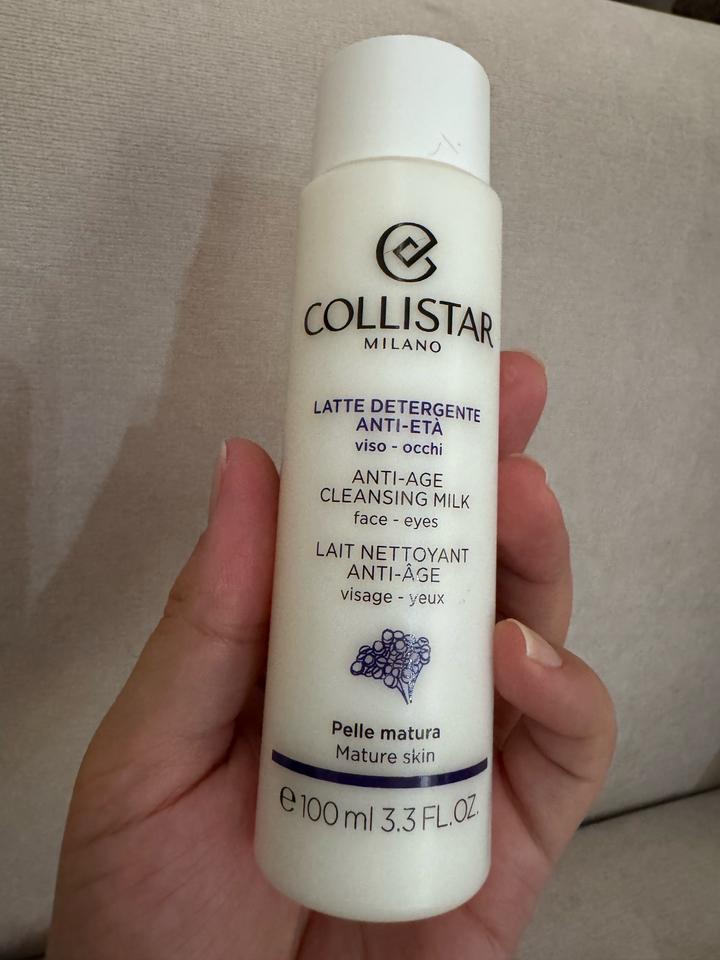 COLLISTAR
MILANO
LATTE DETERGENTE
ANTI-ETÀ
viso - occhi
ANTI-AGE
CLEANSING MILK
face - eyes
LAIT NETTOYANT
ANTI-ÂGE
visage - yeux
Pelle matura
Mature skin
℮ 100 ml 3.3 FL.OZ.